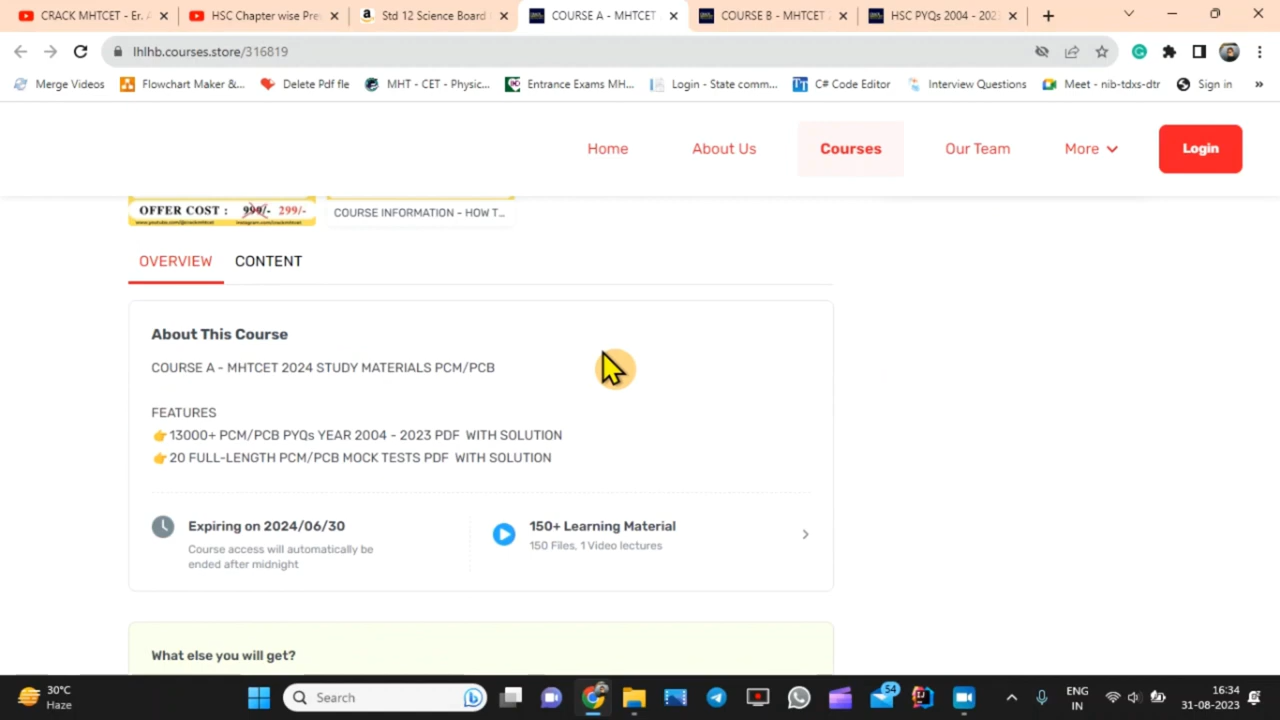 CRACK MHTCET - Er. A
HSC Chapter wise Pre
Std 12 Science Board
COURSE A - MHTCET
COURSE B - MHTCET 2
HSC PYQs 2004 - 2023
lhlhb.courses.store/316819
Merge Videos
Flowchart Maker &...
Delete Pdf fle
MHT - CET - Physic...
Entrance Exams MH...
Login - State comm...
C# Code Editor
Interview Questions
Meet - nib-tdxs-dtr
Sign in
»
Home
About Us
Courses
Our Team
More
Login
OFFER COST : 999/- 299/-
COURSE INFORMATION - HOW T...
OVERVIEW
CONTENT
About This Course
COURSE A - MHTCET 2024 STUDY MATERIALS PCM/PCB
FEATURES
👉13000+ PCM/PCB PYQs YEAR 2004 - 2023 PDF WITH SOLUTION
👉20 FULL-LENGTH PCM/PCB MOCK TESTS PDF WITH SOLUTION
Expiring on 2024/06/30
Course access will automatically be
ended after midnight
150+ Learning Material
150 Files, 1 Video lectures
What else you will get?
30°C
Haze
Search
54
ENG
IN
16:34
31-08-2023